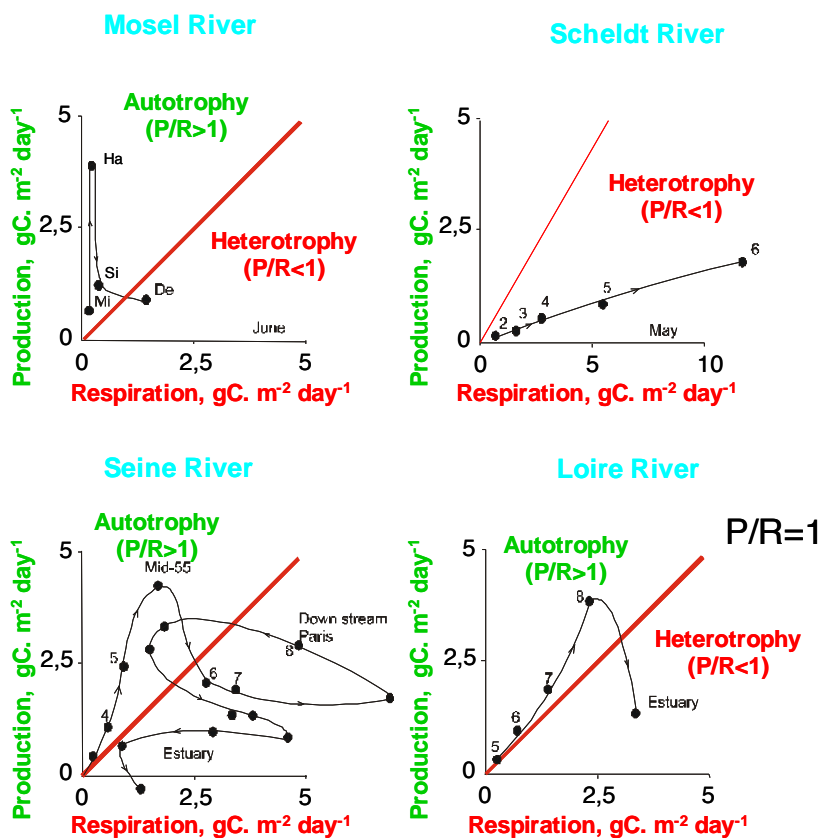 Mosel River
Autotrophy
(P/R>1)
Production, gC. m-2 day-1
5
2,5
0
Ha
Si
Mi
De
Heterotrophy
(P/R<1)
June
0
2,5
5
Respiration, gC. m-2 day-1
Scheldt River
Production, gC. m-2 day-1
5
2,5
0
Heterotrophy
(P/R<1)
2
3
4
5
6
May
0
5
10
Respiration, gC. m-2 day-1
Seine River
Autotrophy
(P/R>1)
Production, gC. m-2 day-1
5
2,5
0
Mid-55
Down stream
Paris
8
5
4
6
7
Estuary
0
2,5
5
Respiration, gC. m-2 day-1
Loire River
P/R=1
Autotrophy
(P/R>1)
Production, gC. m-2 day-1
5
2,5
0
8
7
6
5
Heterotrophy
(P/R<1)
Estuary
0
2,5
5
Respiration, gC. m-2 day-1